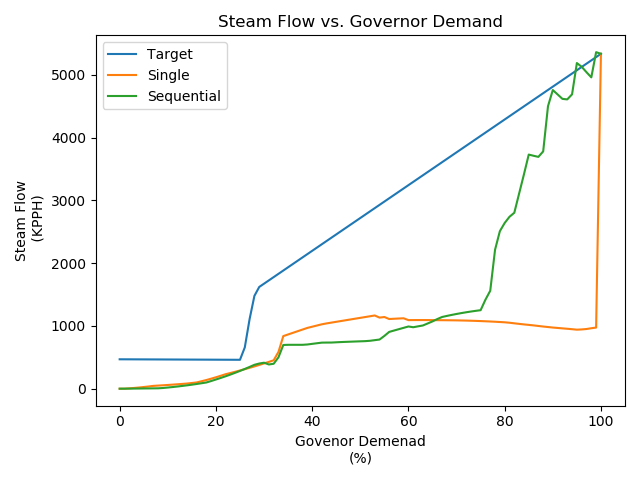 Steam Flow vs. Governor Demand
Target
Single
Sequential
Steam Flow
(KPPH)
5000
4000
3000
2000
1000
0
0 20 40 60 80 100
Govenor Demenad
(%)